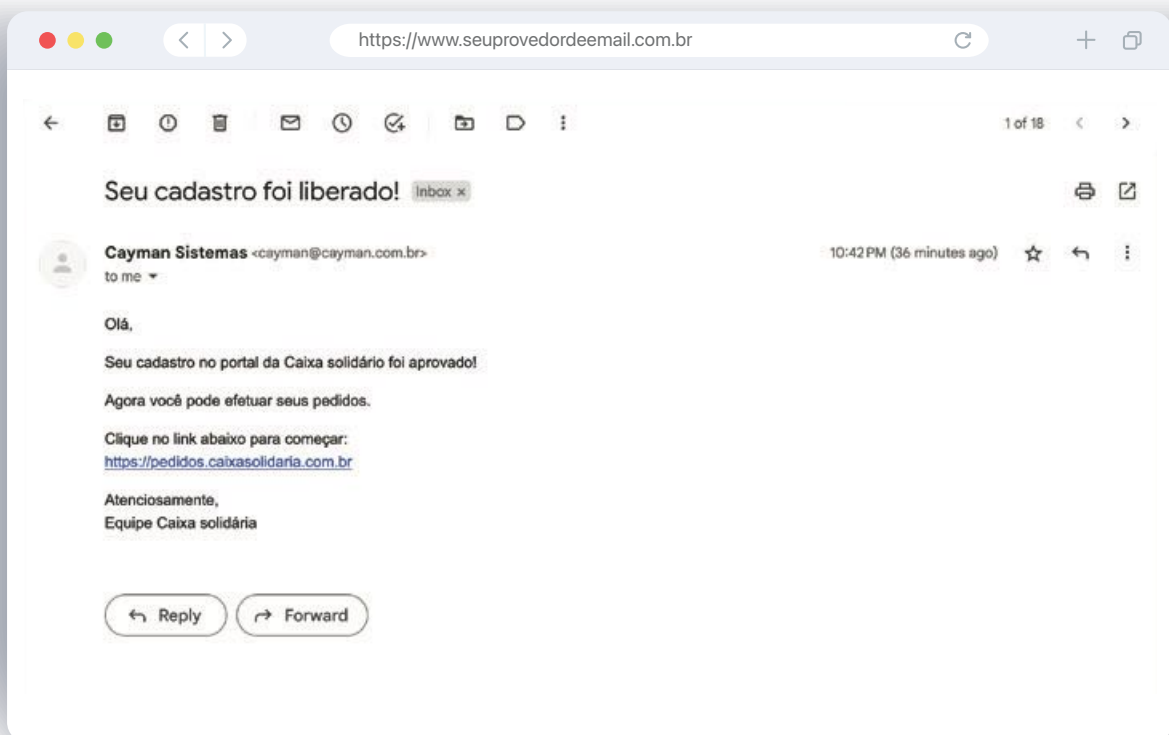 https://www.seuprovedordeemail.com.br
1 of 18
Seu cadastro foi liberado! Inbox x
Cayman Sistemas <cayman@cayman.com.br> 10:42 PM (36 minutes ago)
to me
Olá,
Seu cadastro no portal da Caixa solidário foi aprovado!
Agora você pode efetuar seus pedidos.
Clique no link abaixo para começar:
https://pedidos.caixasolidaria.com.br
Atenciosamente,
Equipe Caixa solidária
Reply Forward